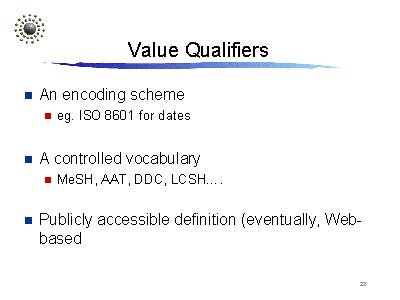 Value Qualifiers
An encoding scheme
eg. ISO 8601 for dates
A controlled vocabulary
MeSH, AAT, DDC, LCSH....
Publicly accessible definition (eventually, Web-
based
22